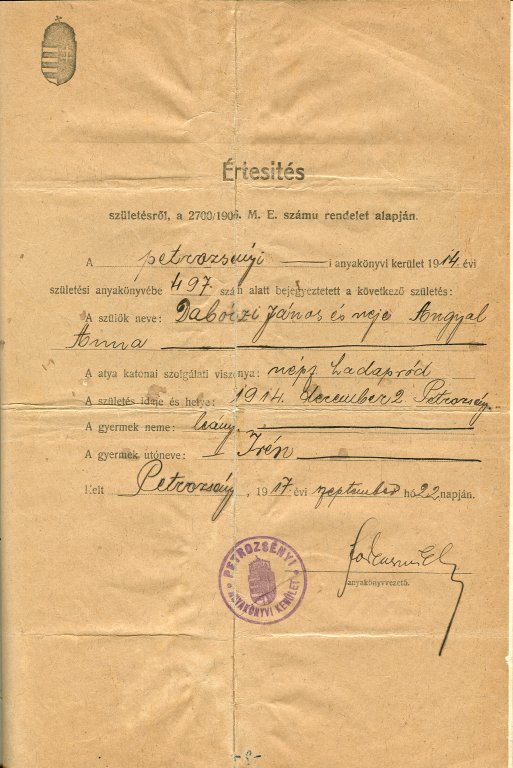 Értesítés
születésről, a 2700/1906. M. E. számu rendelet alapján.
A petrozsényi i anyakönyvi kerület 1914. évi
születési anyakönyvébe 497. szám alatt bejegyeztetett a következő születés:
A szülők neve: Dabóczi János és neje Angyal
Anna
A atya katonai szolgálati viszonya: népf. hadapród
A születés ideje és helye: 1914. december 2 Petrozsény
A gyermek neme: leány
A gyermek utóneve: Irén
Kelt Petrozsény, 1917. évi szeptember hó 22. napján.
anyakönyvvezető.
PETROZSÉNYI
ANYAKÖNYVI KERÜLET